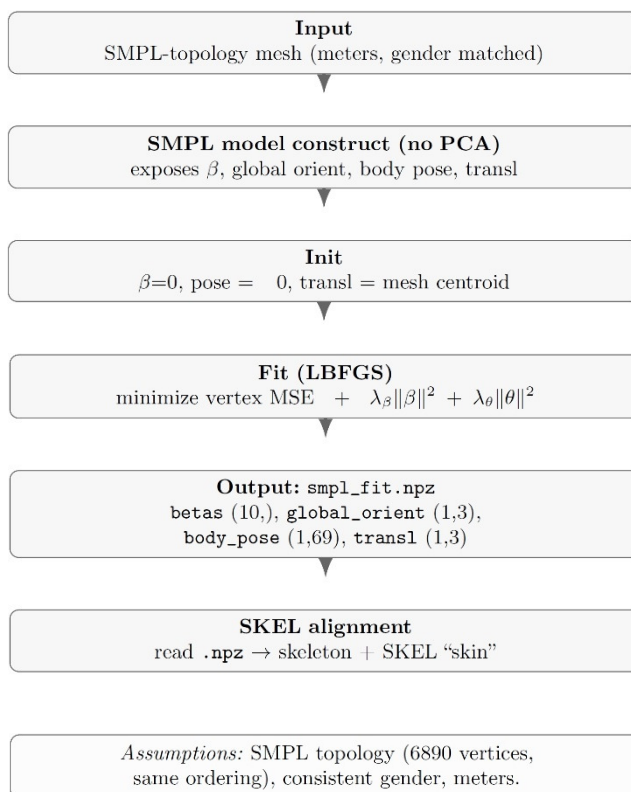 Input
SMPL-topology mesh (meters, gender matched)
SMPL model construct (no PCA)
exposes β, global orient, body pose, transl
Init
β=0, pose = 0, transl = mesh centroid
Fit (LBFGS)
minimize vertex MSE + λβ‖β‖² + λθ‖θ‖²
Output: smpl_fit.npz
betas (10,), global_orient (1,3),
body_pose (1,69), transl (1,3)
SKEL alignment
read .npz → skeleton + SKEL “skin”
Assumptions: SMPL topology (6890 vertices,
same ordering), consistent gender, meters.